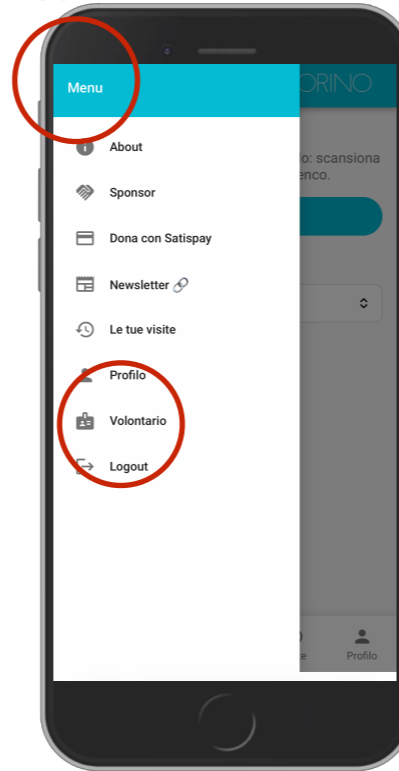 Menu
ORINO
About
o: scansiona
enco.
Sponsor
Dona con Satispay
Newsletter
Le tue visite
Profilo
Volontario
Logout
e
Profilo